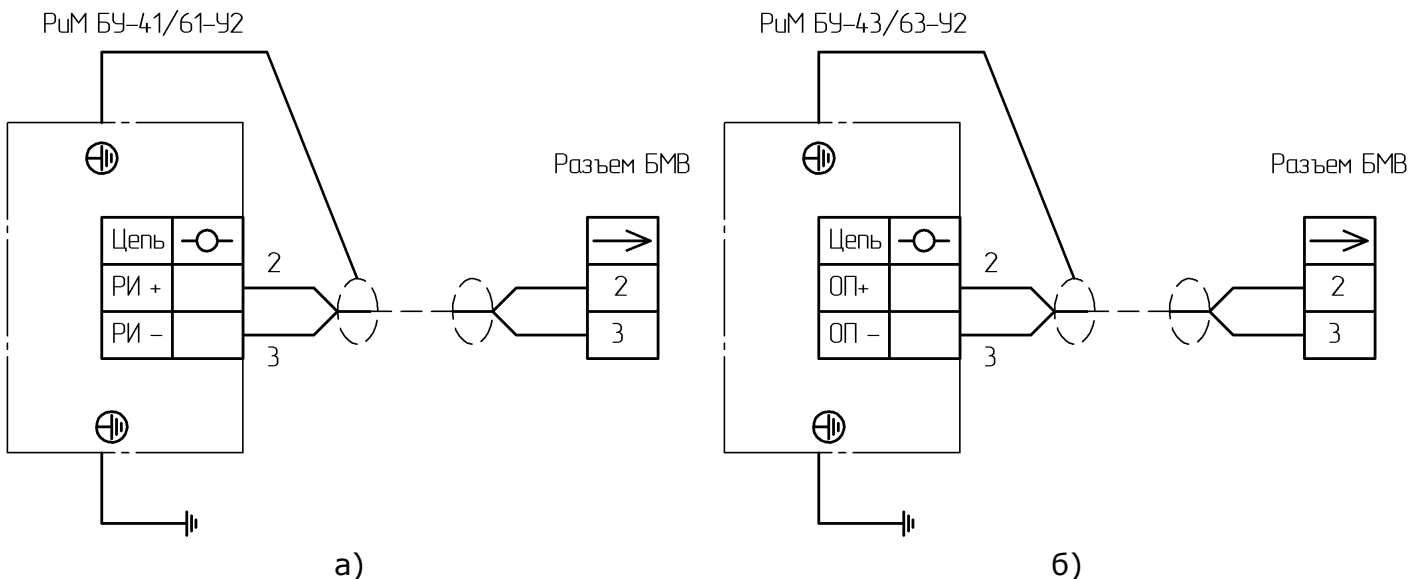 РиМ БУ-41/61-У2
Разъем БМВ
Цепь
2
РИ +
2
РИ -
3
3
а)
РиМ БУ-43/63-У2
Разъем БМВ
Цепь
2
ОП+
2
ОП -
3
3
б)